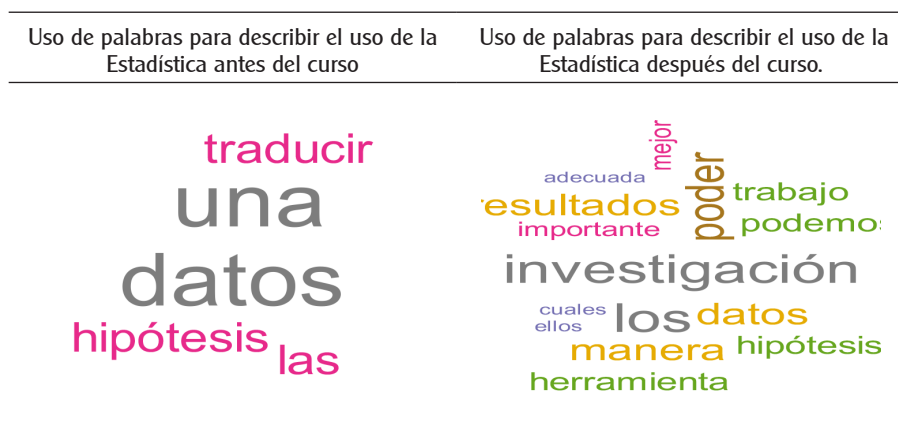 Uso de palabras para describir el uso de la
Estadística antes del curso
Uso de palabras para describir el uso de la
Estadística después del curso.
traducir
una
datos
hipótesis
las
mejor
adecuada
poder
trabajo
esultados
importante
podemo
investigación
cuales
ellos
los
datos
manera
hipótesis
herramienta